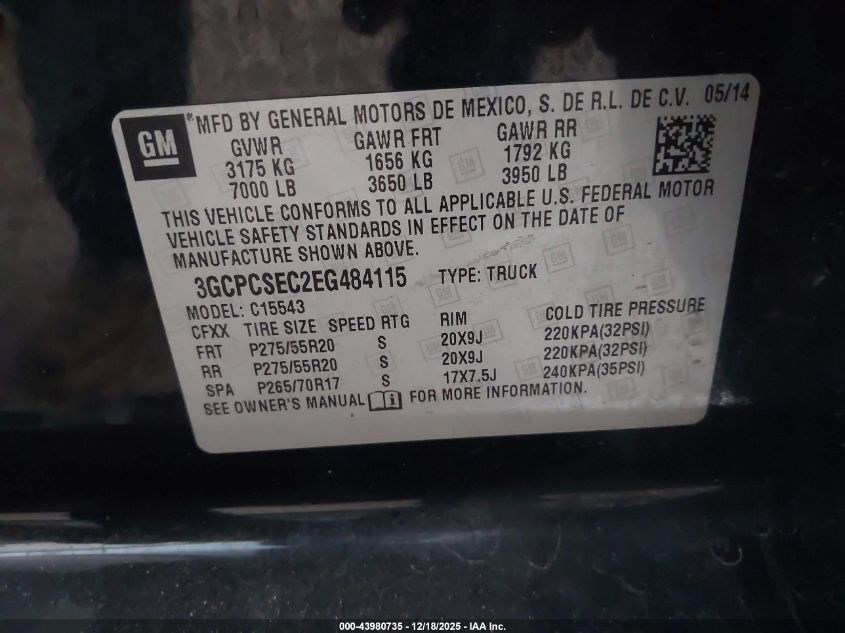 GM
®MFD BY GENERAL MOTORS DE MEXICO, S. DE R.L. DE C.V. 05/14
GVWR GAWR FRT GAWR RR
3175 KG 1656 KG 1792 KG
7000 LB 3650 LB 3950 LB
THIS VEHICLE CONFORMS TO ALL APPLICABLE U.S. FEDERAL MOTOR
VEHICLE SAFETY STANDARDS IN EFFECT ON THE DATE OF
MANUFACTURE SHOWN ABOVE.
3GCPCSEC2EG484115 TYPE: TRUCK
MODEL: C15543
CFXX TIRE SIZE SPEED RTG RIM COLD TIRE PRESSURE
FRT P275/55R20 S 20X9J 220KPA(32PSI)
RR P275/55R20 S 20X9J 220KPA(32PSI)
SPA P265/70R17 S 17X7.5J 240KPA(35PSI)
SEE OWNER'S MANUAL FOR MORE INFORMATION.
000-43980735 - 12/18/2025 - IAA Inc.